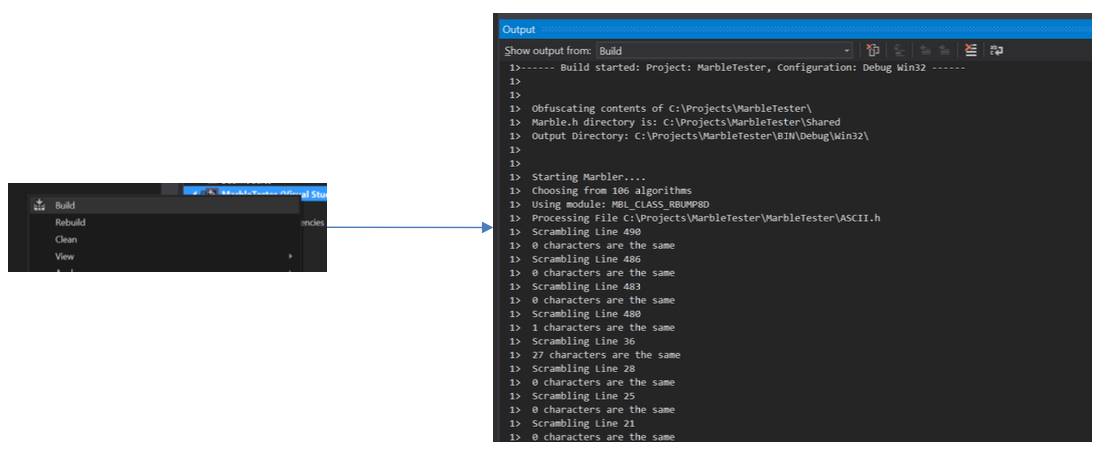 MarbleTester (Visual Stu
Build
Rebuild
encies
Clean
View
Output
Show output from: Build
1>------ Build started: Project: MarbleTester, Configuration: Debug Win32 ------
1>
1>
1> Obfuscating contents of C:\Projects\MarbleTester\
1> Marble.h directory is: C:\Projects\MarbleTester\Shared
1> Output Directory: C:\Projects\MarbleTester\BIN\Debug\Win32\
1>
1>
1> Starting Marbler....
1> Choosing from 106 algorithms
1> Using module: MBL_CLASS_RBUMP8D
1> Processing File C:\Projects\MarbleTester\MarbleTester\ASCII.h
1> Scrambling Line 490
1> 0 characters are the same
1> Scrambling Line 486
1> 0 characters are the same
1> Scrambling Line 483
1> 0 characters are the same
1> Scrambling Line 480
1> 1 characters are the same
1> Scrambling Line 36
1> 27 characters are the same
1> Scrambling Line 28
1> 0 characters are the same
1> Scrambling Line 25
1> 0 characters are the same
1> Scrambling Line 21
1> 0 characters are the same